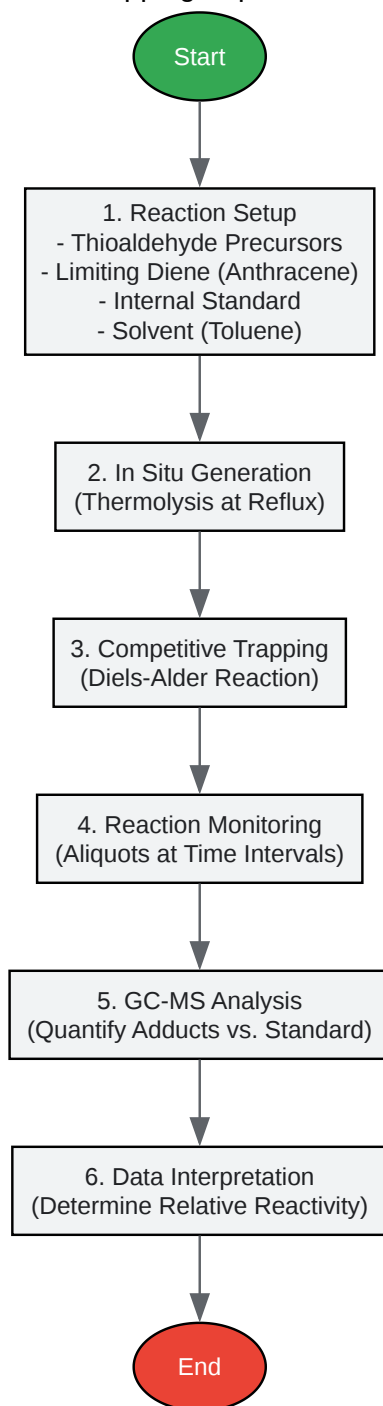 Start
1. Reaction Setup
- Thioaldehyde Precursors
- Limiting Diene (Anthracene)
- Internal Standard
- Solvent (Toluene)
2. In Situ Generation
(Thermolysis at Reflux)
3. Competitive Trapping
(Diels-Alder Reaction)
4. Reaction Monitoring
(Aliquots at Time Intervals)
5. GC-MS Analysis
(Quantify Adducts vs. Standard)
6. Data Interpretation
(Determine Relative Reactivity)
End